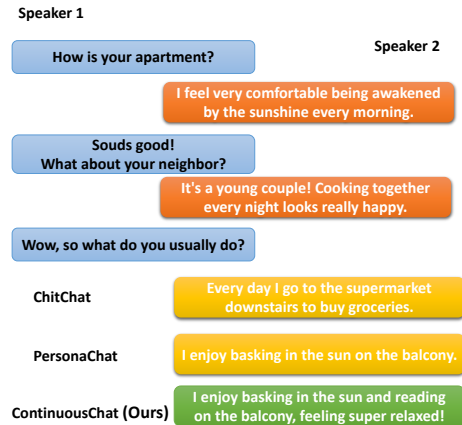 Speaker 1
Speaker 2
How is your apartment?
I feel very comfortable being awakened
by the sunshine every morning.
Souds good!
What about your neighbor?
It's a young couple! Cooking together
every night looks really happy.
Wow, so what do you usually do?
ChitChat
Every day I go to the supermarket
downstairs to buy groceries.
PersonaChat
I enjoy basking in the sun on the balcony.
ContinuousChat (Ours)
I enjoy basking in the sun and reading
on the balcony, feeling super relaxed!